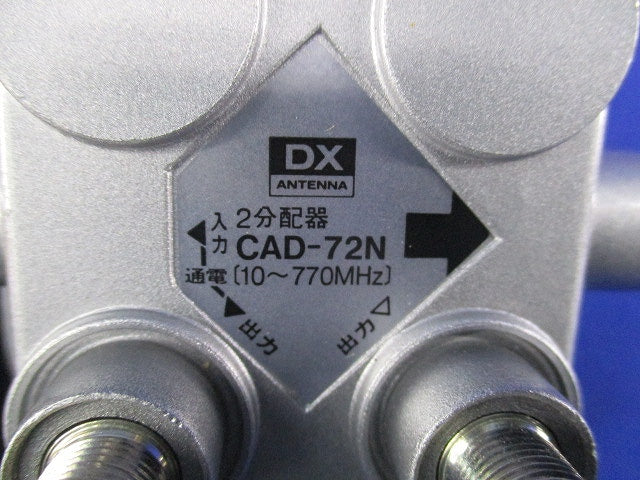 DX
ANTENNA
入力
2分配器
CAD-72N
通電
[10～770MHz]
出力
出力